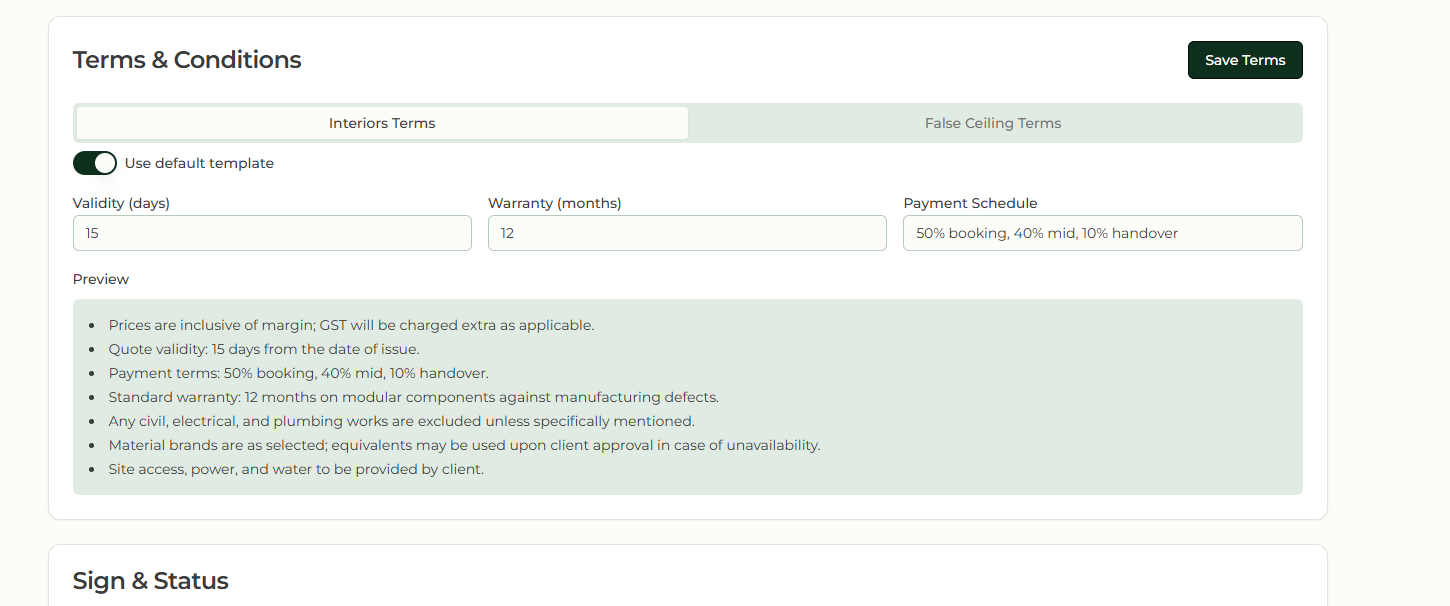 Terms & Conditions
Save Terms
Interiors Terms
False Ceiling Terms
Use default template
Validity (days)
Warranty (months)
Payment Schedule
15
12
50% booking, 40% mid, 10% handover
Preview
Prices are inclusive of margin; GST will be charged extra as applicable.
Quote validity: 15 days from the date of issue.
Payment terms: 50% booking, 40% mid, 10% handover.
Standard warranty: 12 months on modular components against manufacturing defects.
Any civil, electrical, and plumbing works are excluded unless specifically mentioned.
Material brands are as selected; equivalents may be used upon client approval in case of unavailability.
Site access, power, and water to be provided by client.
Sign & Status